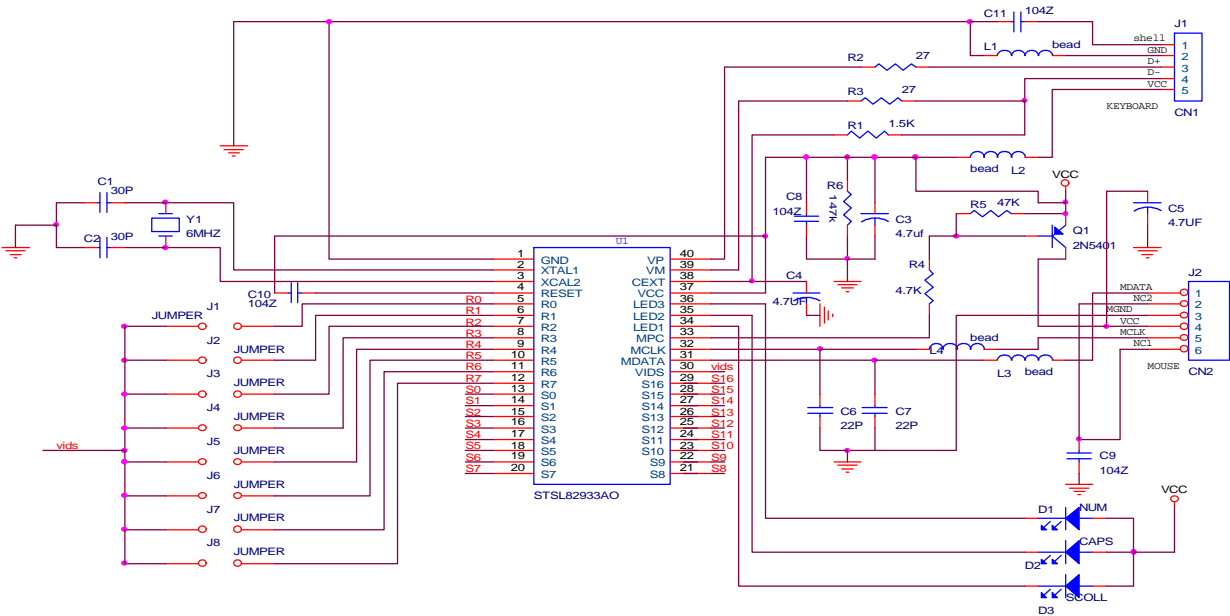 C11 104Z
J1
shell 1
L1 bead GND 2
R2 27 D+ 3
D- 4
R3 27 VCC 5
KEYBOARD
CN1
R1 1.5K
bead L2
VCC
C1
30P
C2 30P
Y1
6MHZ
R6
147k
C8
104Z
C3
4.7uf
R5 47K
C5
4.7UF
Q1
2N5401
R4
4.7K
C4
4.7UF
C10
104Z
U1
1 GND VP 40
2 XTAL1 VM 39
3 XCAL2 CEXT 38
4 RESET VCC 37
R0 5 R0 LED3 36
R1 6 R1 LED2 35
R2 7 R2 LED1 34
R3 8 R3 MPC 33
R4 9 R4 MCLK 32
R5 10 R5 MDATA 31
R6 11 R6 VIDS 30 vids
R7 12 R7 S16 29 S16
S0 13 S0 S15 28 S15
S1 14 S1 S14 27 S14
S2 15 S2 S13 26 S13
S3 16 S3 S12 25 S12
S4 17 S4 S11 24 S11
S5 18 S5 S10 23 S10
S6 19 S6 S9 22 S9
S7 20 S7 S8 21 S8
STSL82933AO
J1
JUMPER
J2
JUMPER
J3
JUMPER
J4
JUMPER
J5
JUMPER
J6
JUMPER
J7
JUMPER
J8
JUMPER
JUMPER
vids
J2
MDATA 1
NC2 2
MGND 3
VCC 4
MCLK 5
NC1 6
MOUSE
CN2
L4 bead
L3 bead
C6
22P
C7
22P
C9
104Z
VCC
D1 NUM
D2 CAPS
D3 SCOLL